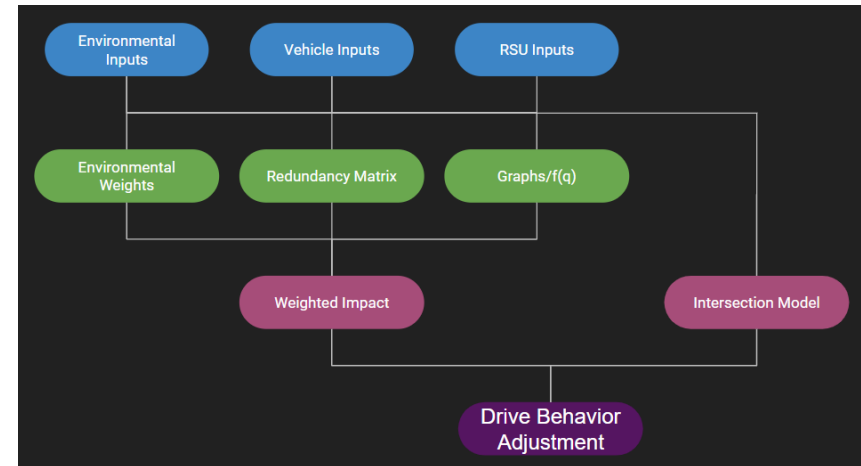 Environmental
Inputs
Vehicle Inputs
RSU Inputs
Environmental
Weights
Redundancy Matrix
Graphs/f(q)
Weighted Impact
Intersection Model
Drive Behavior
Adjustment